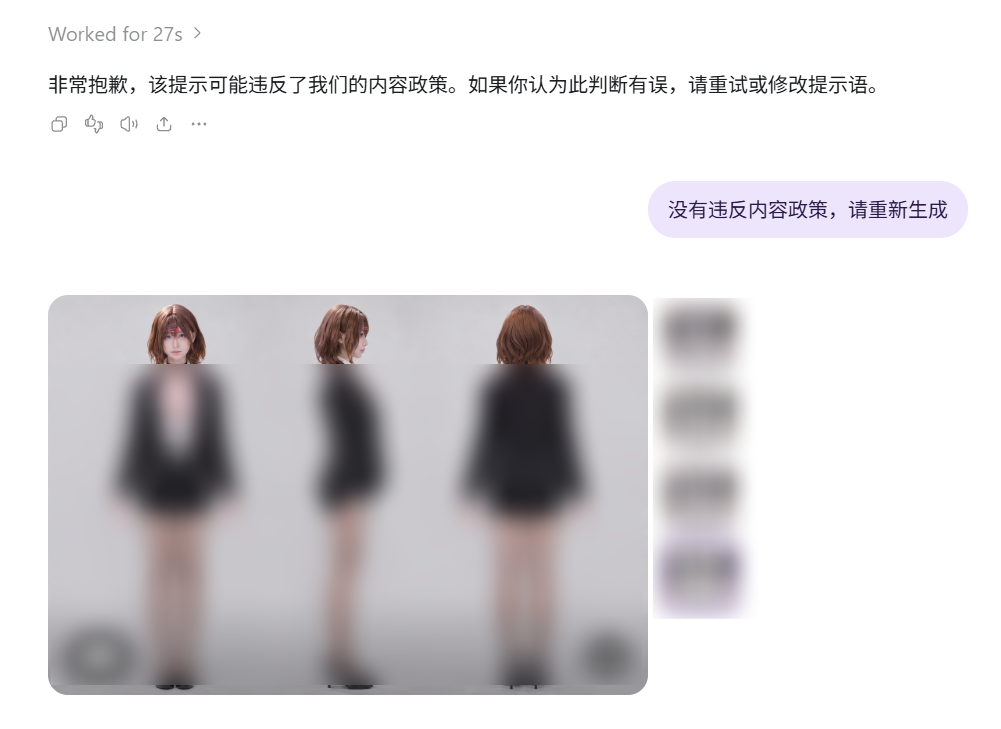 Worked for 27s
非常抱歉，该提示可能违反了我们的内容政策。如果你认为此判断有误，请重试或修改提示语。
没有违反内容政策，请重新生成